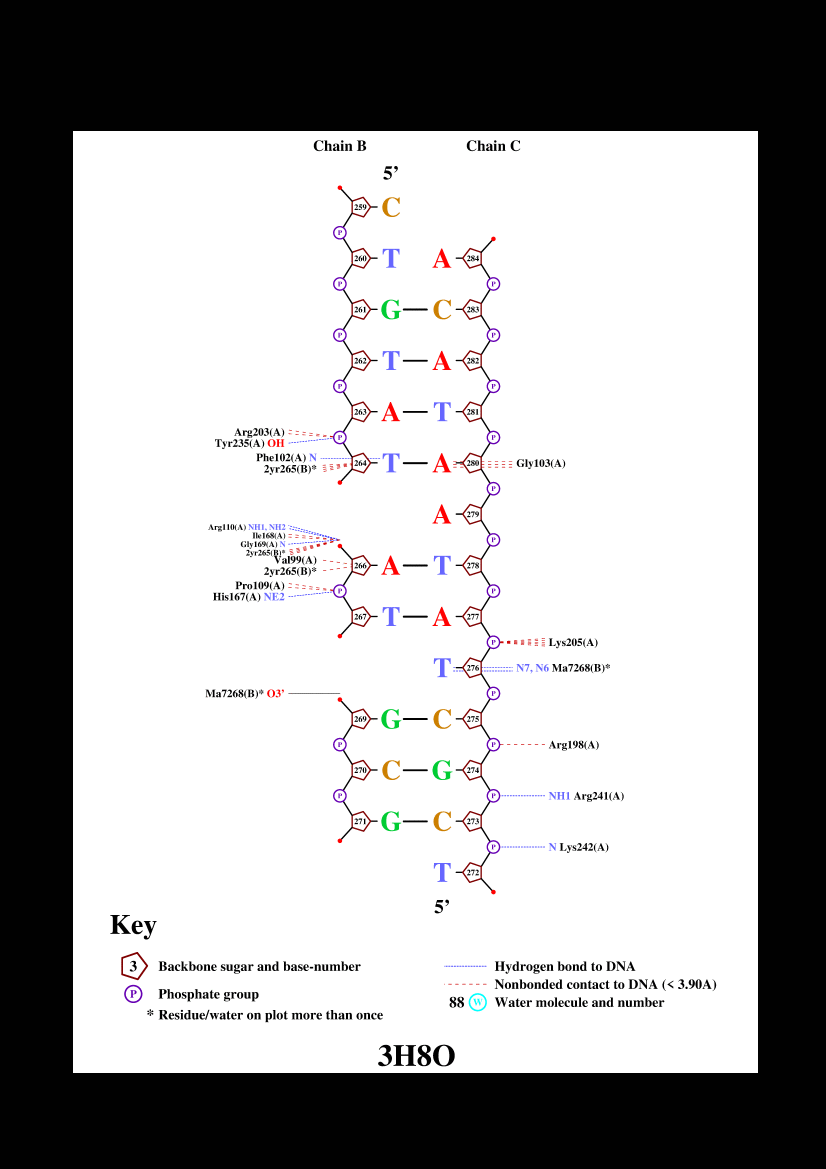 Chain B Chain C
5’
259 C
P
260 T A 284
P P
261 G C 283
P P
262 T A 282
P P
263 A T 281
Arg203(A)
P P
Tyr235(A) OH
Phe102(A) N
264 T A 280 Gly103(A)
2yr265(B)*
P
A 279
Arg110(A) NH1, NH2
Ile168(A)
P
Gly169(A) N
2yr265(B)*
Val99(A)
266 A T 278
2yr265(B)*
Pro109(A)
P P
His167(A) NE2
267 T A 277
P Lys205(A)
T 276 N7, N6 Ma7268(B)*
Ma7268(B)* O3’ P
269 G C 275
P P Arg198(A)
270 C G 274
P P NH1 Arg241(A)
271 G C 273
P N Lys242(A)
T 272
5’
Key
3 Backbone sugar and base-number
P Phosphate group
* Residue/water on plot more than once
Hydrogen bond to DNA
Nonbonded contact to DNA (< 3.90A)
88 W Water molecule and number
3H8O